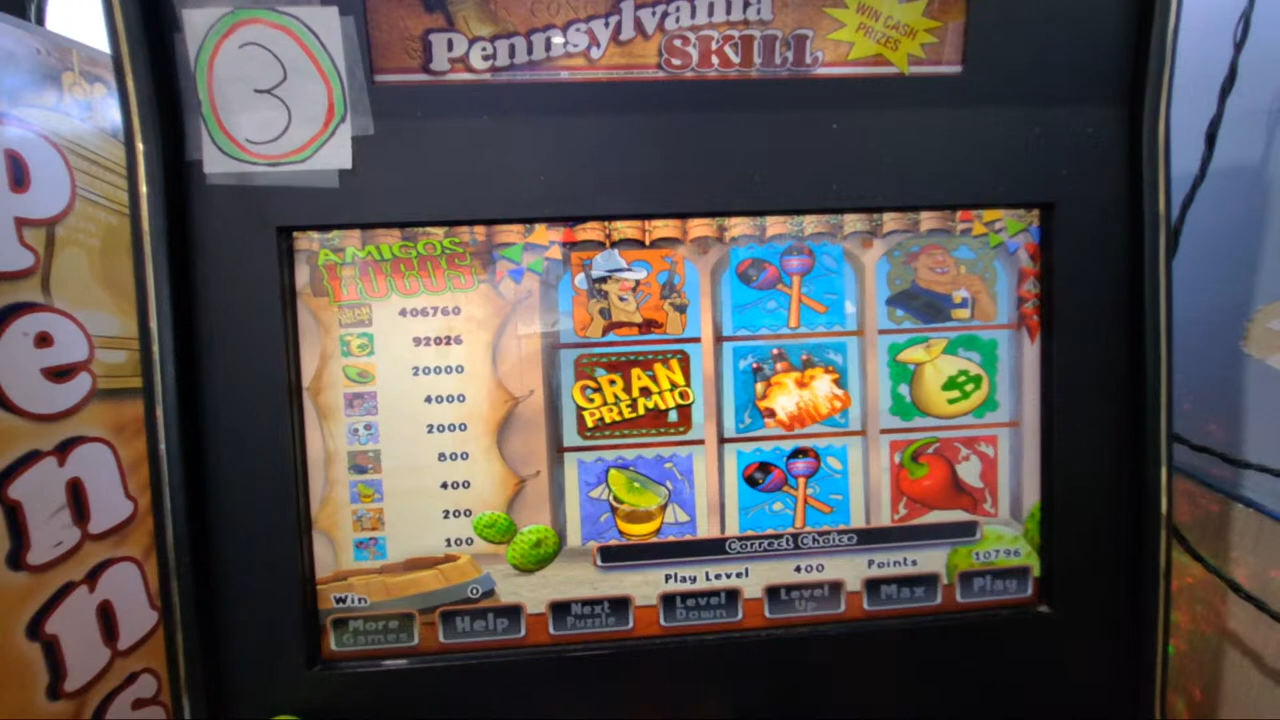 3
Pennsylvania
SKILL
WIN CASH
PRIZES
Penns
AMIGOS
LOCOS
406760
92026
20000
4000
2000
800
400
200
100
GRAN
PREMIO
Correct Choice
Play Level
400
Points
10796
Win
0
More
Games
Help
Next
Puzzle
Level
Down
Level
Up
Max
Play